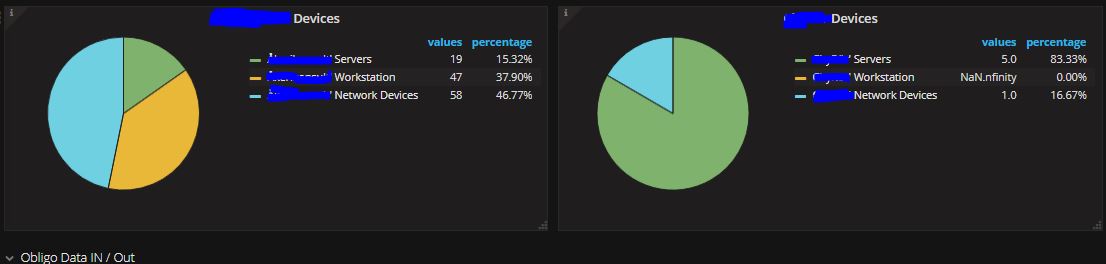 i
Devices
values percentage
Servers 19 15.32%
Workstation 47 37.90%
Network Devices 58 46.77%
i
Devices
values percentage
Servers 5.0 83.33%
Workstation NaN.nfinity 0.00%
Network Devices 1.0 16.67%
Obligo Data IN / Out